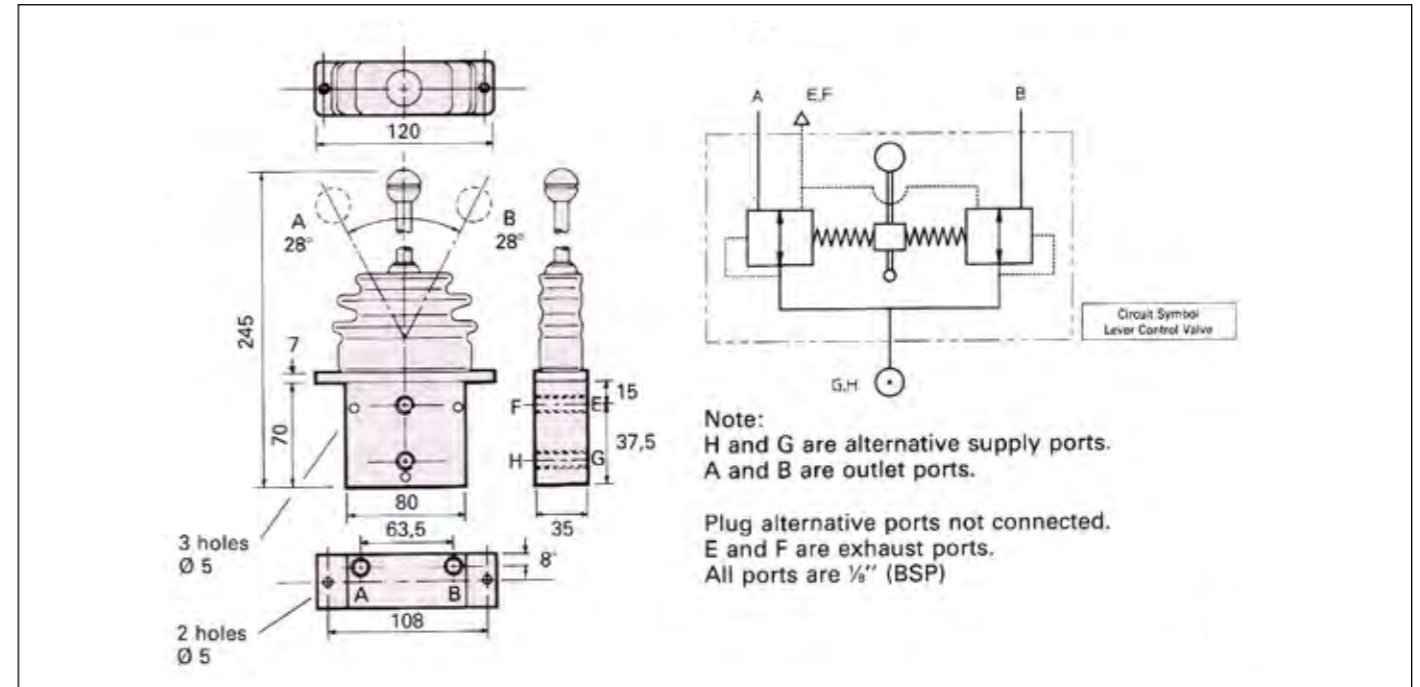 120
A
28°
B
28°
245
7
70
F
E
15
H
G
37,5
80
63,5
35
3 holes
Ø 5
8
A
B
108
2 holes
Ø 5
A
E,F
B
Circuit Symbol
Lever Control Valve
G.H
Note:
H and G are alternative supply ports.
A and B are outlet ports.
Plug alternative ports not connected.
E and F are exhaust ports.
All ports are ⅛″ (BSP)